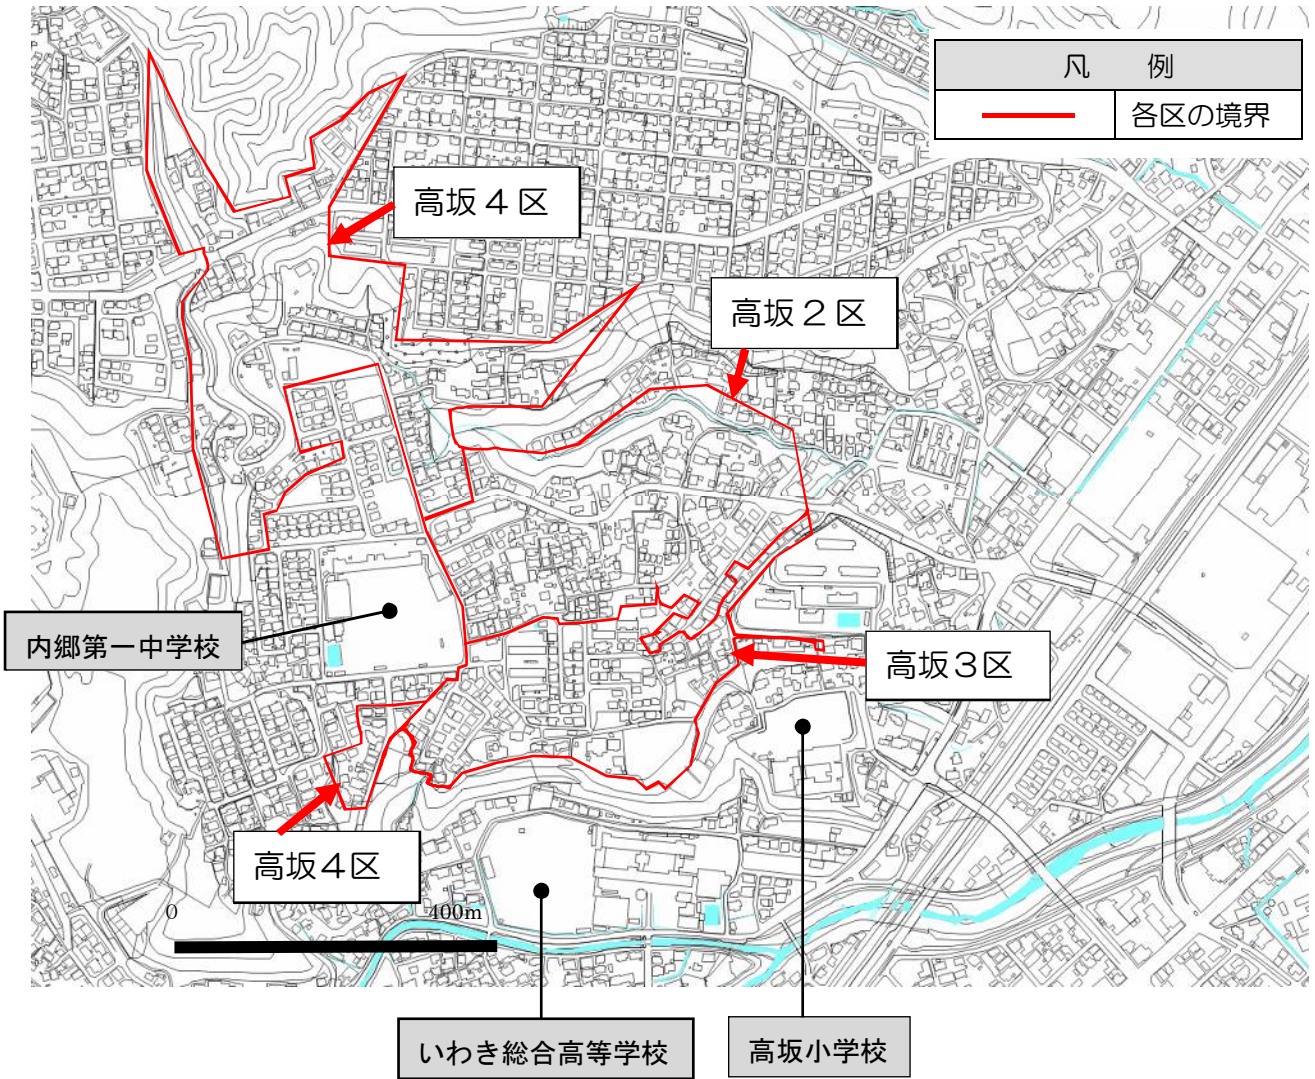 凡 例
各区の境界
高坂４区
高坂２区
内郷第一中学校
高坂３区
高坂４区
0
400m
いわき総合高等学校
高坂小学校